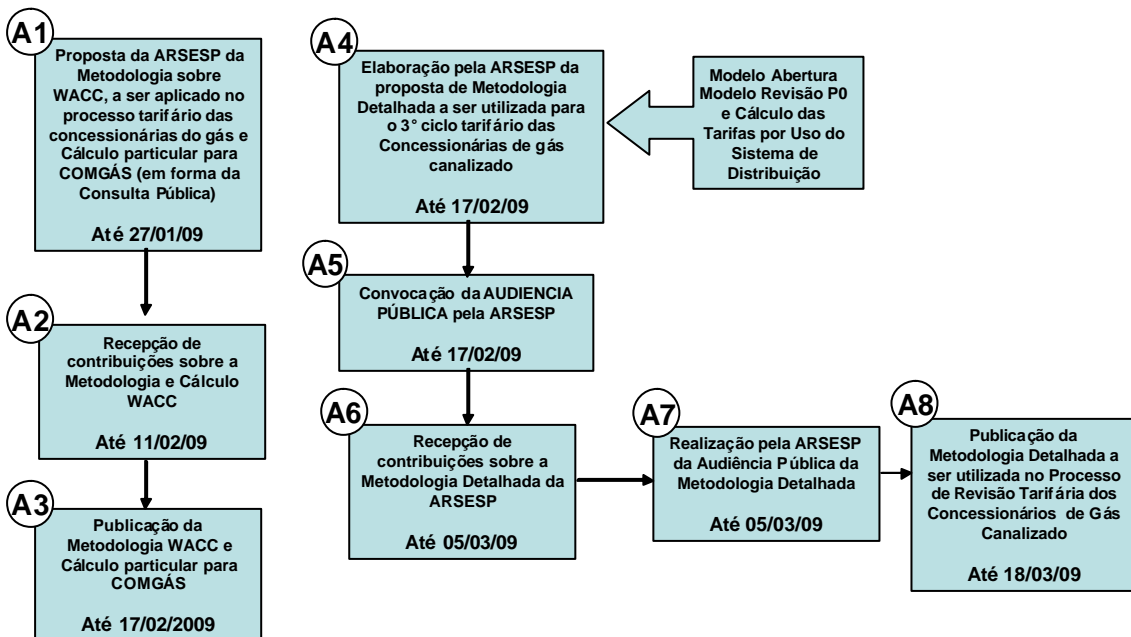 A1
Proposta da ARSESP da
Metodologia sobre
WACC, a ser aplicado no
processo tarifário das
concessionárias do gás e
Cálculo particular para
COMGÁS (em forma da
Consulta Pública)
Até 27/01/09
A2
Recepção de
contribuições sobre a
Metodologia e Cálculo
WACC
Até 11/02/09
A3
Publicação da
Metodologia WACC e
Cálculo particular para
COMGÁS
Até 17/02/2009
A4
Elaboração pela ARSESP da
proposta de Metodologia
Detalhada a ser utilizada para
o 3° ciclo tarifário das
Concessionárias de gás
canalizado
Até 17/02/09
Modelo Abertura
Modelo Revisão P0
e Cálculo das
Tarifas por Uso do
Sistema de
Distribuição
A5
Convocação da AUDIENCIA
PÚBLICA pela ARSESP
Até 17/02/09
A6
Recepção de
contribuições sobre a
Metodologia Detalhada da
ARSESP
Até 05/03/09
A7
Realização pela ARSESP
da Audiência Pública da
Metodologia Detalhada
Até 05/03/09
A8
Publicação da
Metodologia Detalhada a
ser utilizada no Processo
de Revisão Tarifária dos
Concessionários de Gás
Canalizado
Até 18/03/09